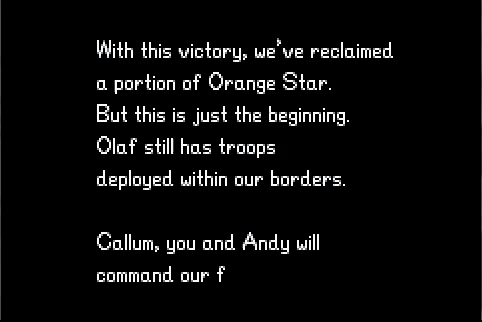 With this victory, we've reclaimed
a portion of Orange Star.
But this is just the beginning.
Olaf still has troops
deployed within our borders.
Callum, you and Andy will
command our f